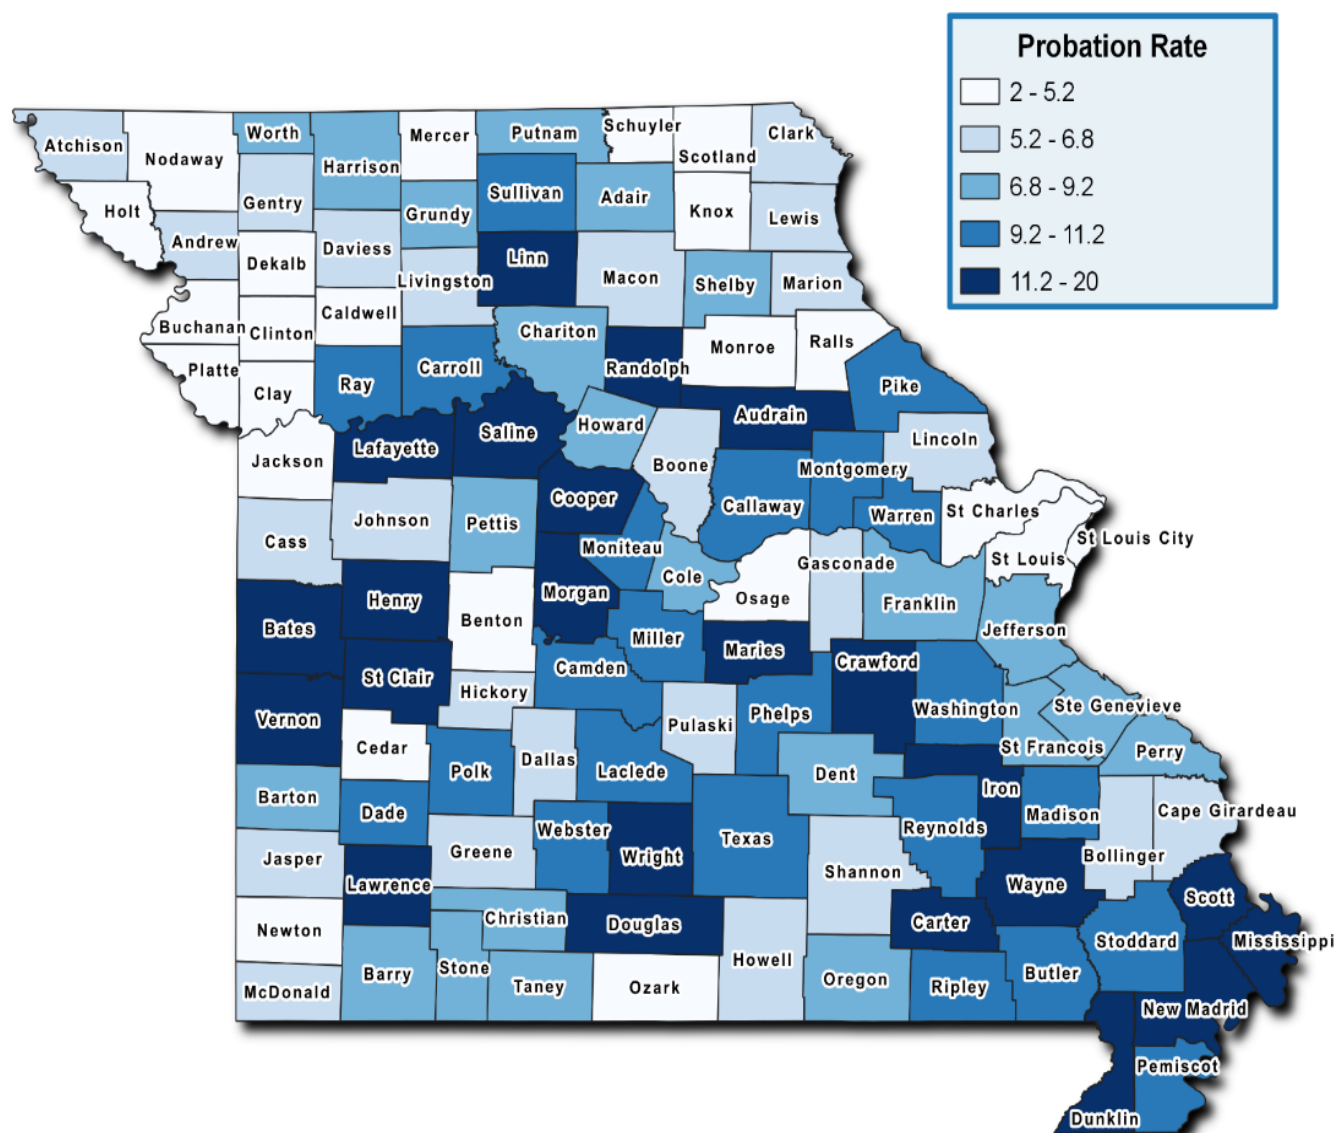 Probation Rate
2 - 5.2
5.2 - 6.8
6.8 - 9.2
9.2 - 11.2
11.2 - 20
Atchison
Nodaway
Worth
Harrison
Mercer
Putnam
Schuyler
Scotland
Clark
Holt
Andrew
Gentry
Daviess
Grundy
Sullivan
Adair
Knox
Lewis
Dekalb
Livingston
Linn
Macon
Shelby
Marion
Buchanan
Clinton
Caldwell
Chariton
Randolph
Monroe
Ralls
Platte
Clay
Ray
Carroll
Audrain
Pike
Jackson
Lafayette
Saline
Howard
Boone
Callaway
Montgomery
Lincoln
Cass
Johnson
Pettis
Cooper
Moniteau
Cole
Warren
St Charles
St Louis
St Louis City
Bates
Henry
Benton
Morgan
Miller
Osage
Gasconade
Franklin
Jefferson
Vernon
St Clair
Hickory
Camden
Maries
Crawford
Washington
Ste Genevieve
St Francois
Perry
Cedar
Polk
Dallas
Laclede
Pulaski
Phelps
Dent
Iron
Madison
Cape Girardeau
Barton
Dade
Greene
Webster
Wright
Texas
Shannon
Reynolds
Bollinger
Jasper
Lawrence
Christian
Douglas
Howell
Carter
Wayne
Scott
Newton
McDonald
Barry
Stone
Taney
Ozark
Oregon
Ripley
Butler
Stoddard
Mississippi
New Madrid
Pemiscot
Dunklin